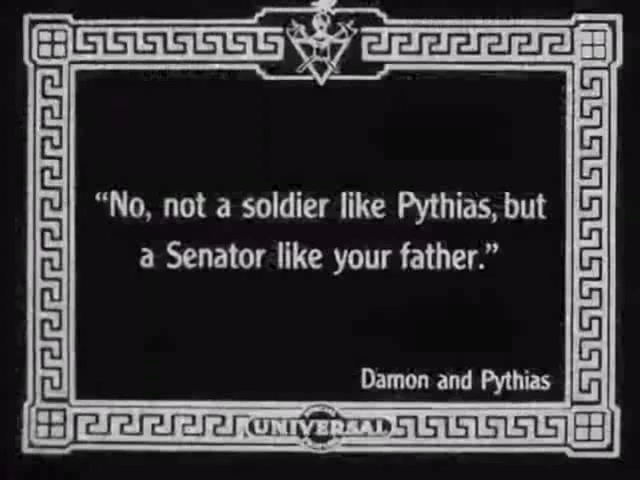 “No, not a soldier like Pythias, but
a Senator like your father.”
Damon and Pythias
UNIVERSAL